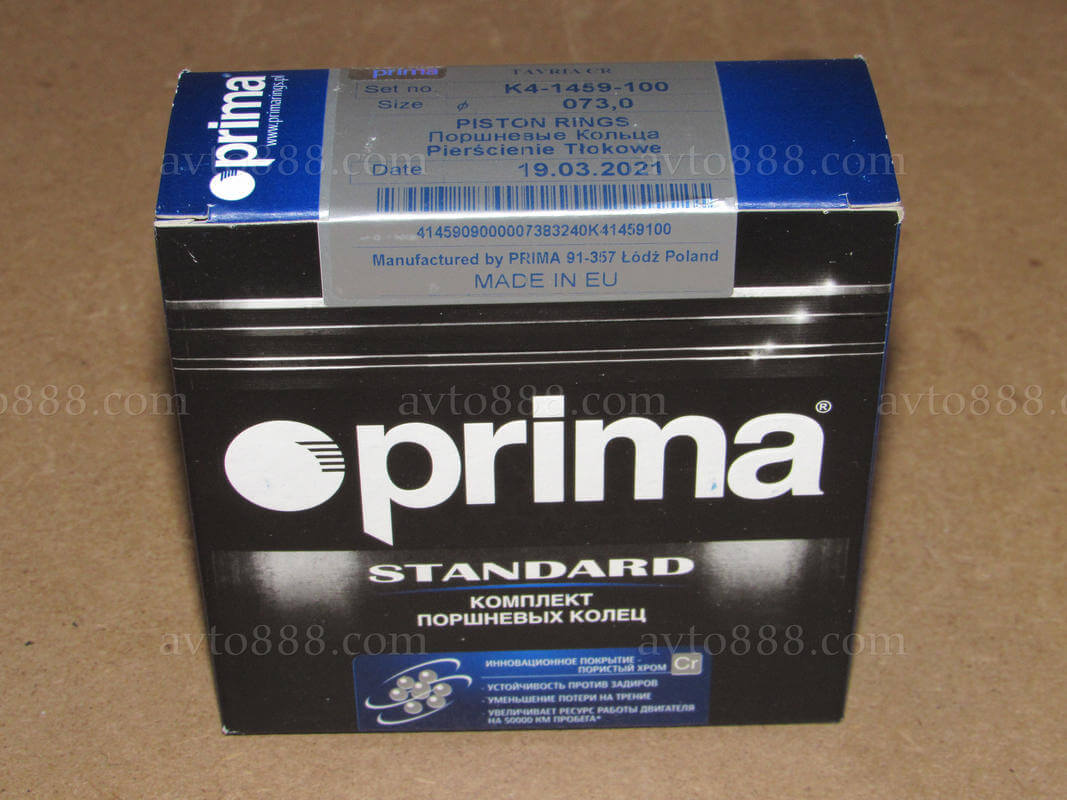 prima®
www.primarings.pl
prima
TAVRIA CR
Set no. K4-1459-100
Size ø 073,0
PISTON RINGS
Поршневые Кольца
Pierścienie Tłokowe
Date 19.03.2021
4145909000007383240K41459100
Manufactured by PRIMA 91-357 Łódź Poland
MADE IN EU
prima®
STANDARD
КОМПЛЕКТ
ПОРШНЕВЫХ КОЛЕЦ
ИННОВАЦИОННОЕ ПОКРЫТИЕ -
ПОРИСТЫЙ ХРОМ Cr
- УСТОЙЧИВОСТЬ ПРОТИВ ЗАДИРОВ
- УМЕНЬШЕНИЕ ПОТЕРИ НА ТРЕНИЕ
- УВЕЛИЧИВАЕТ РЕСУРС РАБОТЫ ДВИГАТЕЛЯ
НА 50000 КМ ПРОБЕГА*
avto888.com avto888.com
avto888.com avto888.com avto888.com
avto888.com avto888.com